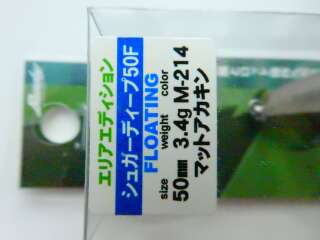 エリアエディション
シュガーディープ50F
FLOATING
size weight color
50mm 3.4g M-214
マットアカキン